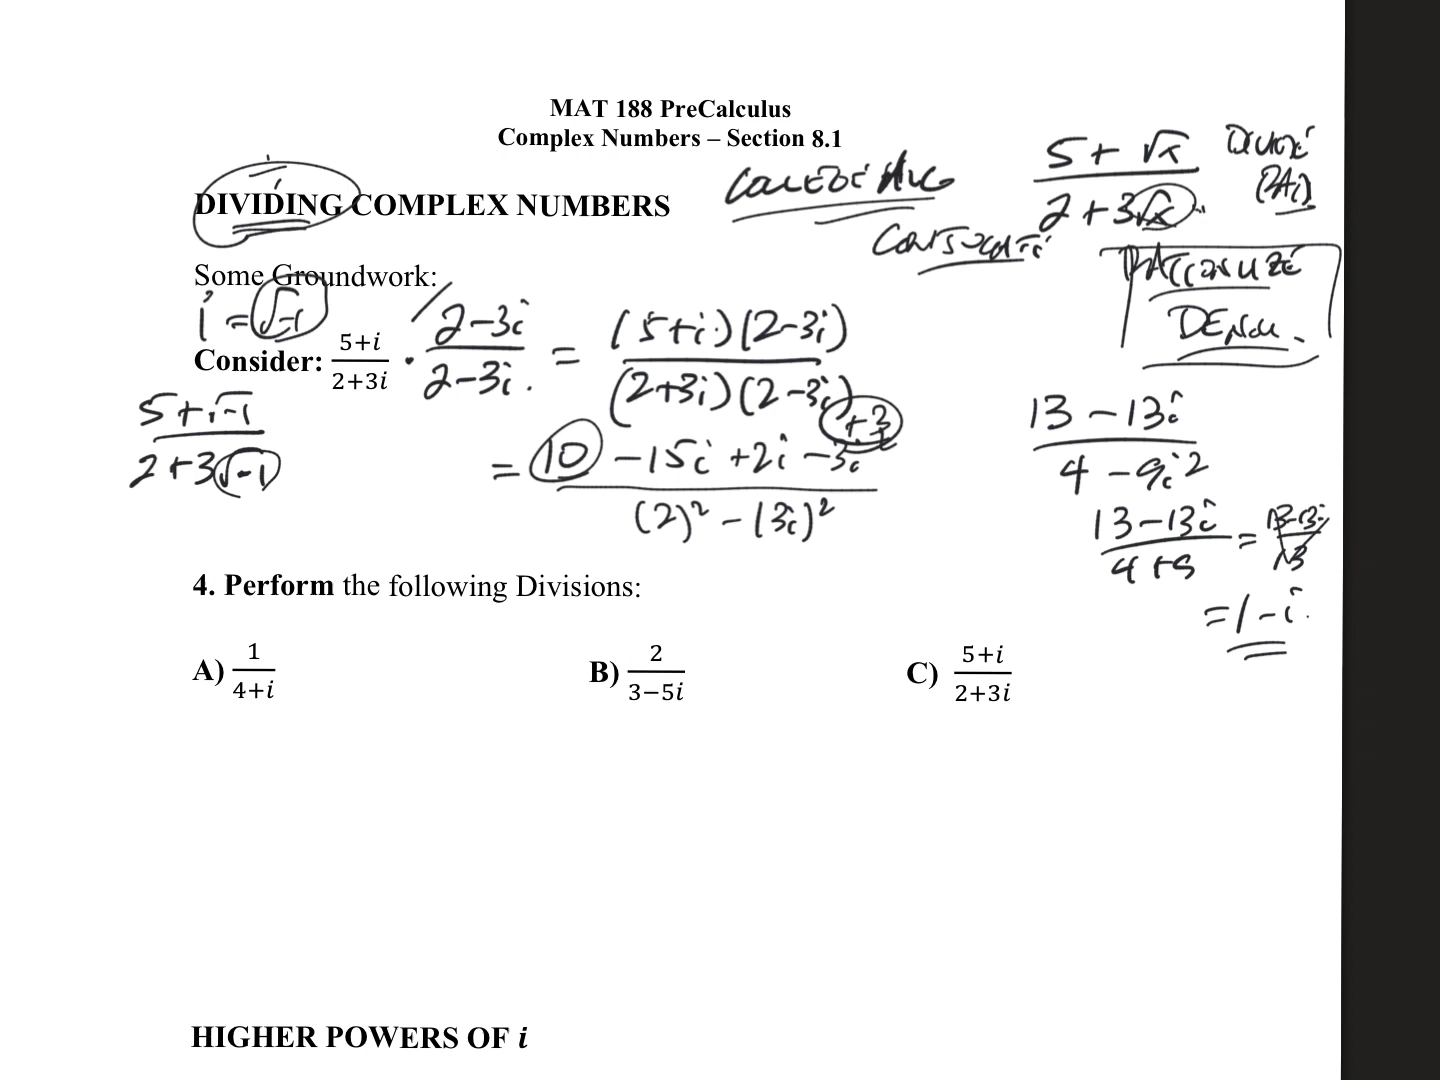 MAT 188 PreCalculus
Complex Numbers – Section 8.1
DIVIDING COMPLEX NUMBERS
5 + √x / 2 + 3√x
Some Groundwork:
i = √-1
Consider: 5+i / 2+3i · 2-3i / 2-3i = (5+i)(2-3i) / (2+3i)(2-3i)
5+√-1 / 2+3√-1
+3
= 10 -15i +2i -3i² / (2)² - (3i)²
DENOM.
13 - 13i / 4 - 9i²
13-13i / 4+9 = 13-13i / 13
= 1 - i
4. Perform the following Divisions:
A) 1 / 4+i
B) 2 / 3−5i
C) 5+i / 2+3i
HIGHER POWERS OF i